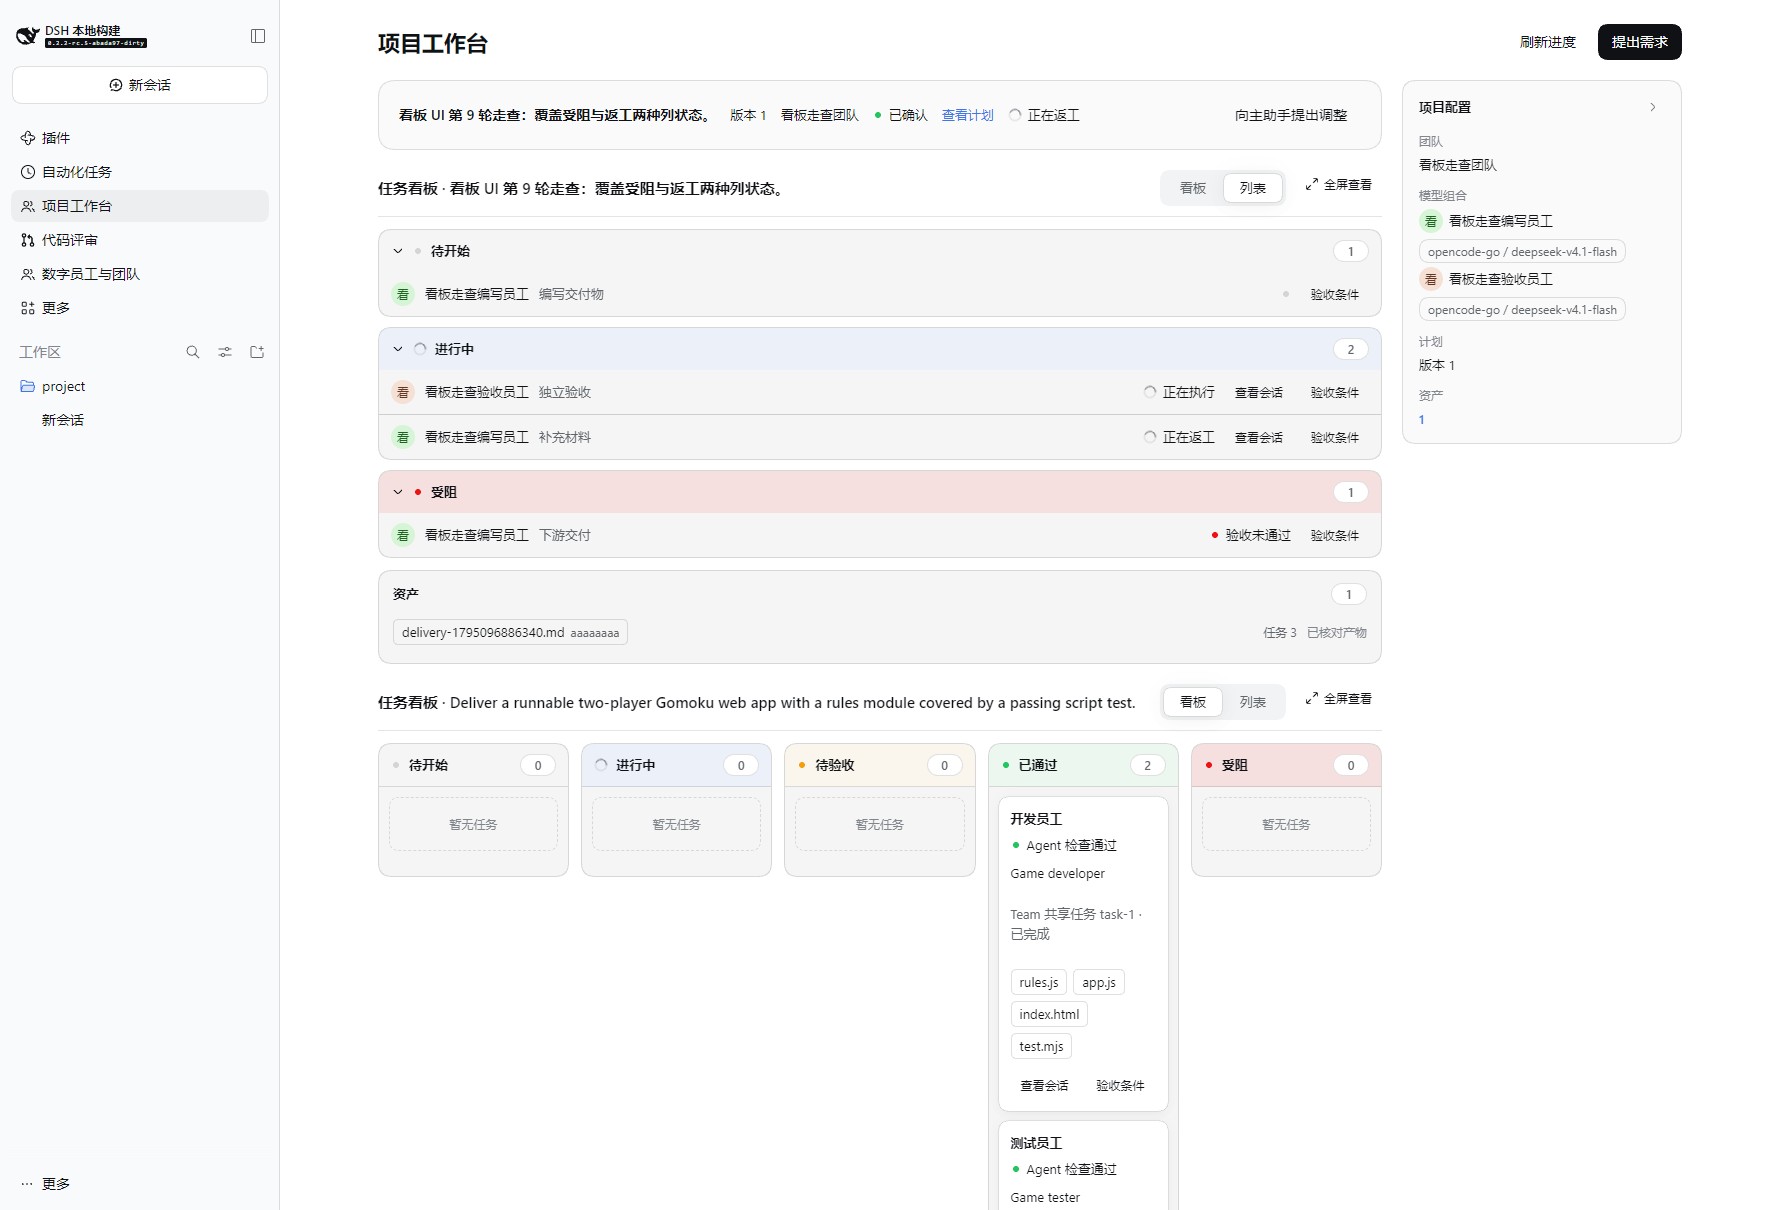 DSH 本地构建
0.3.2-rc.5-abada97-dirty
新会话
插件
自动化任务
项目工作台
代码评审
数字员工与团队
更多
工作区
project
新会话
更多
项目工作台
刷新进度
提出需求
看板 UI 第 9 轮走查：覆盖受阻与返工两种列状态。 版本 1 看板走查团队 已确认 查看计划 正在返工 向主助手提出调整
任务看板 · 看板 UI 第 9 轮走查：覆盖受阻与返工两种列状态。 看板 列表 全屏查看
待开始 1
看 看板走查编写员工 编写交付物 验收条件
进行中 2
看 看板走查验收员工 独立验收 正在执行 查看会话 验收条件
看 看板走查编写员工 补充材料 正在返工 查看会话 验收条件
受阻 1
看 看板走查编写员工 下游交付 验收未通过 验收条件
资产 1
delivery-1795096886340.md aaaaaaaa 任务 3 已核对产物
任务看板 · Deliver a runnable two-player Gomoku web app with a rules module covered by a passing script test. 看板 列表 全屏查看
待开始 0
暂无任务
进行中 0
暂无任务
待验收 0
暂无任务
已通过 2
开发员工
Agent 检查通过
Game developer
Team 共享任务 task-1 ·
已完成
rules.js app.js
index.html
test.mjs
查看会话 验收条件
测试员工
Agent 检查通过
Game tester
受阻 0
暂无任务
项目配置
团队
看板走查团队
模型组合
看 看板走查编写员工
opencode-go / deepseek-v4.1-flash
看 看板走查验收员工
opencode-go / deepseek-v4.1-flash
计划
版本 1
资产
1